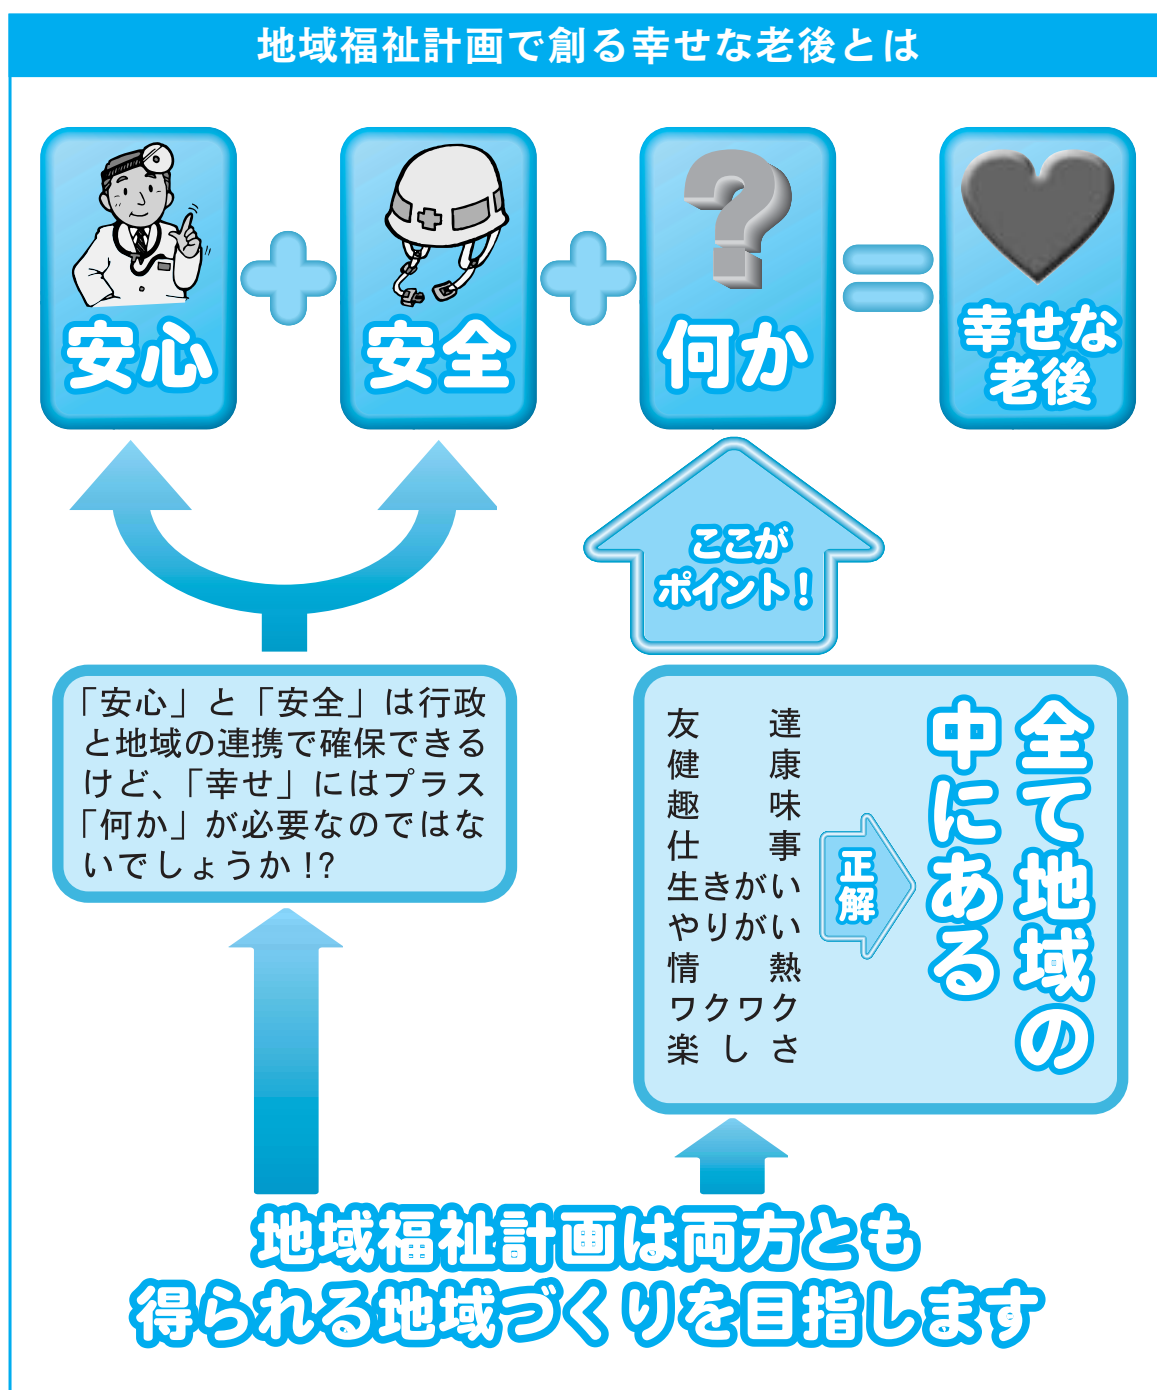 地域福祉計画で創る幸せな老後とは
安心
安全
何か
幸せな
老後
ここが
ポイント！
「安心」と「安全」は行政
と地域の連携で確保できる
けど、「幸せ」にはプラス
「何か」が必要なのではな
いでしょうか!?
友達
健康
趣味
仕事
生きがい
やりがい
情熱
ワクワク
楽しさ
正解
全て地域の
中にある
地域福祉計画は両方とも
得られる地域づくりを目指します